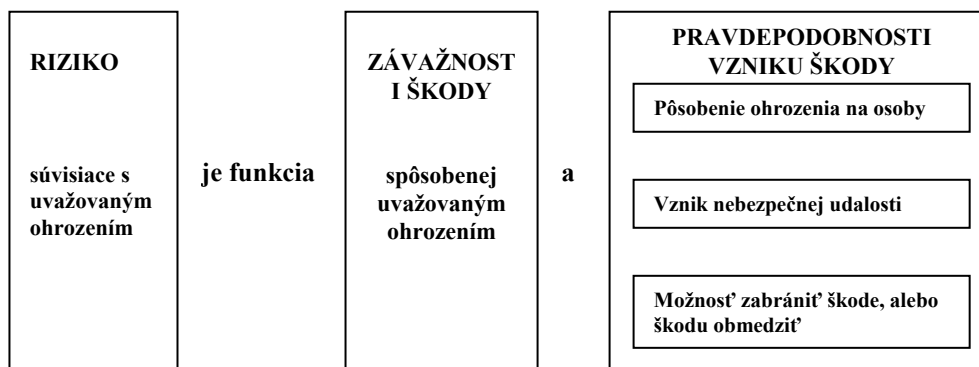 RIZIKO
súvisiace s
uvažovaným
ohrozením
je funkcia
ZÁVAŽNOST
I ŠKODY
spôsobenej
uvažovaným
ohrozením
a
PRAVDEPODOBNOSTI
VZNIKU ŠKODY
Pôsobenie ohrozenia na osoby
Vznik nebezpečnej udalosti
Možnosť zabrániť škode, alebo
škodu obmedziť